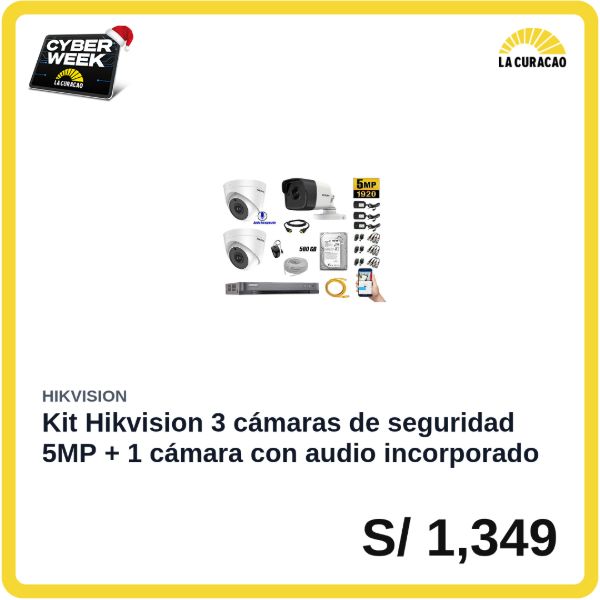 CYBER
WEEK
LA CURACAO
LA CURACAO
5MP
1920
500 GB
HIKVISION
Kit Hikvision 3 cámaras de seguridad
5MP + 1 cámara con audio incorporado
S/ 1,349